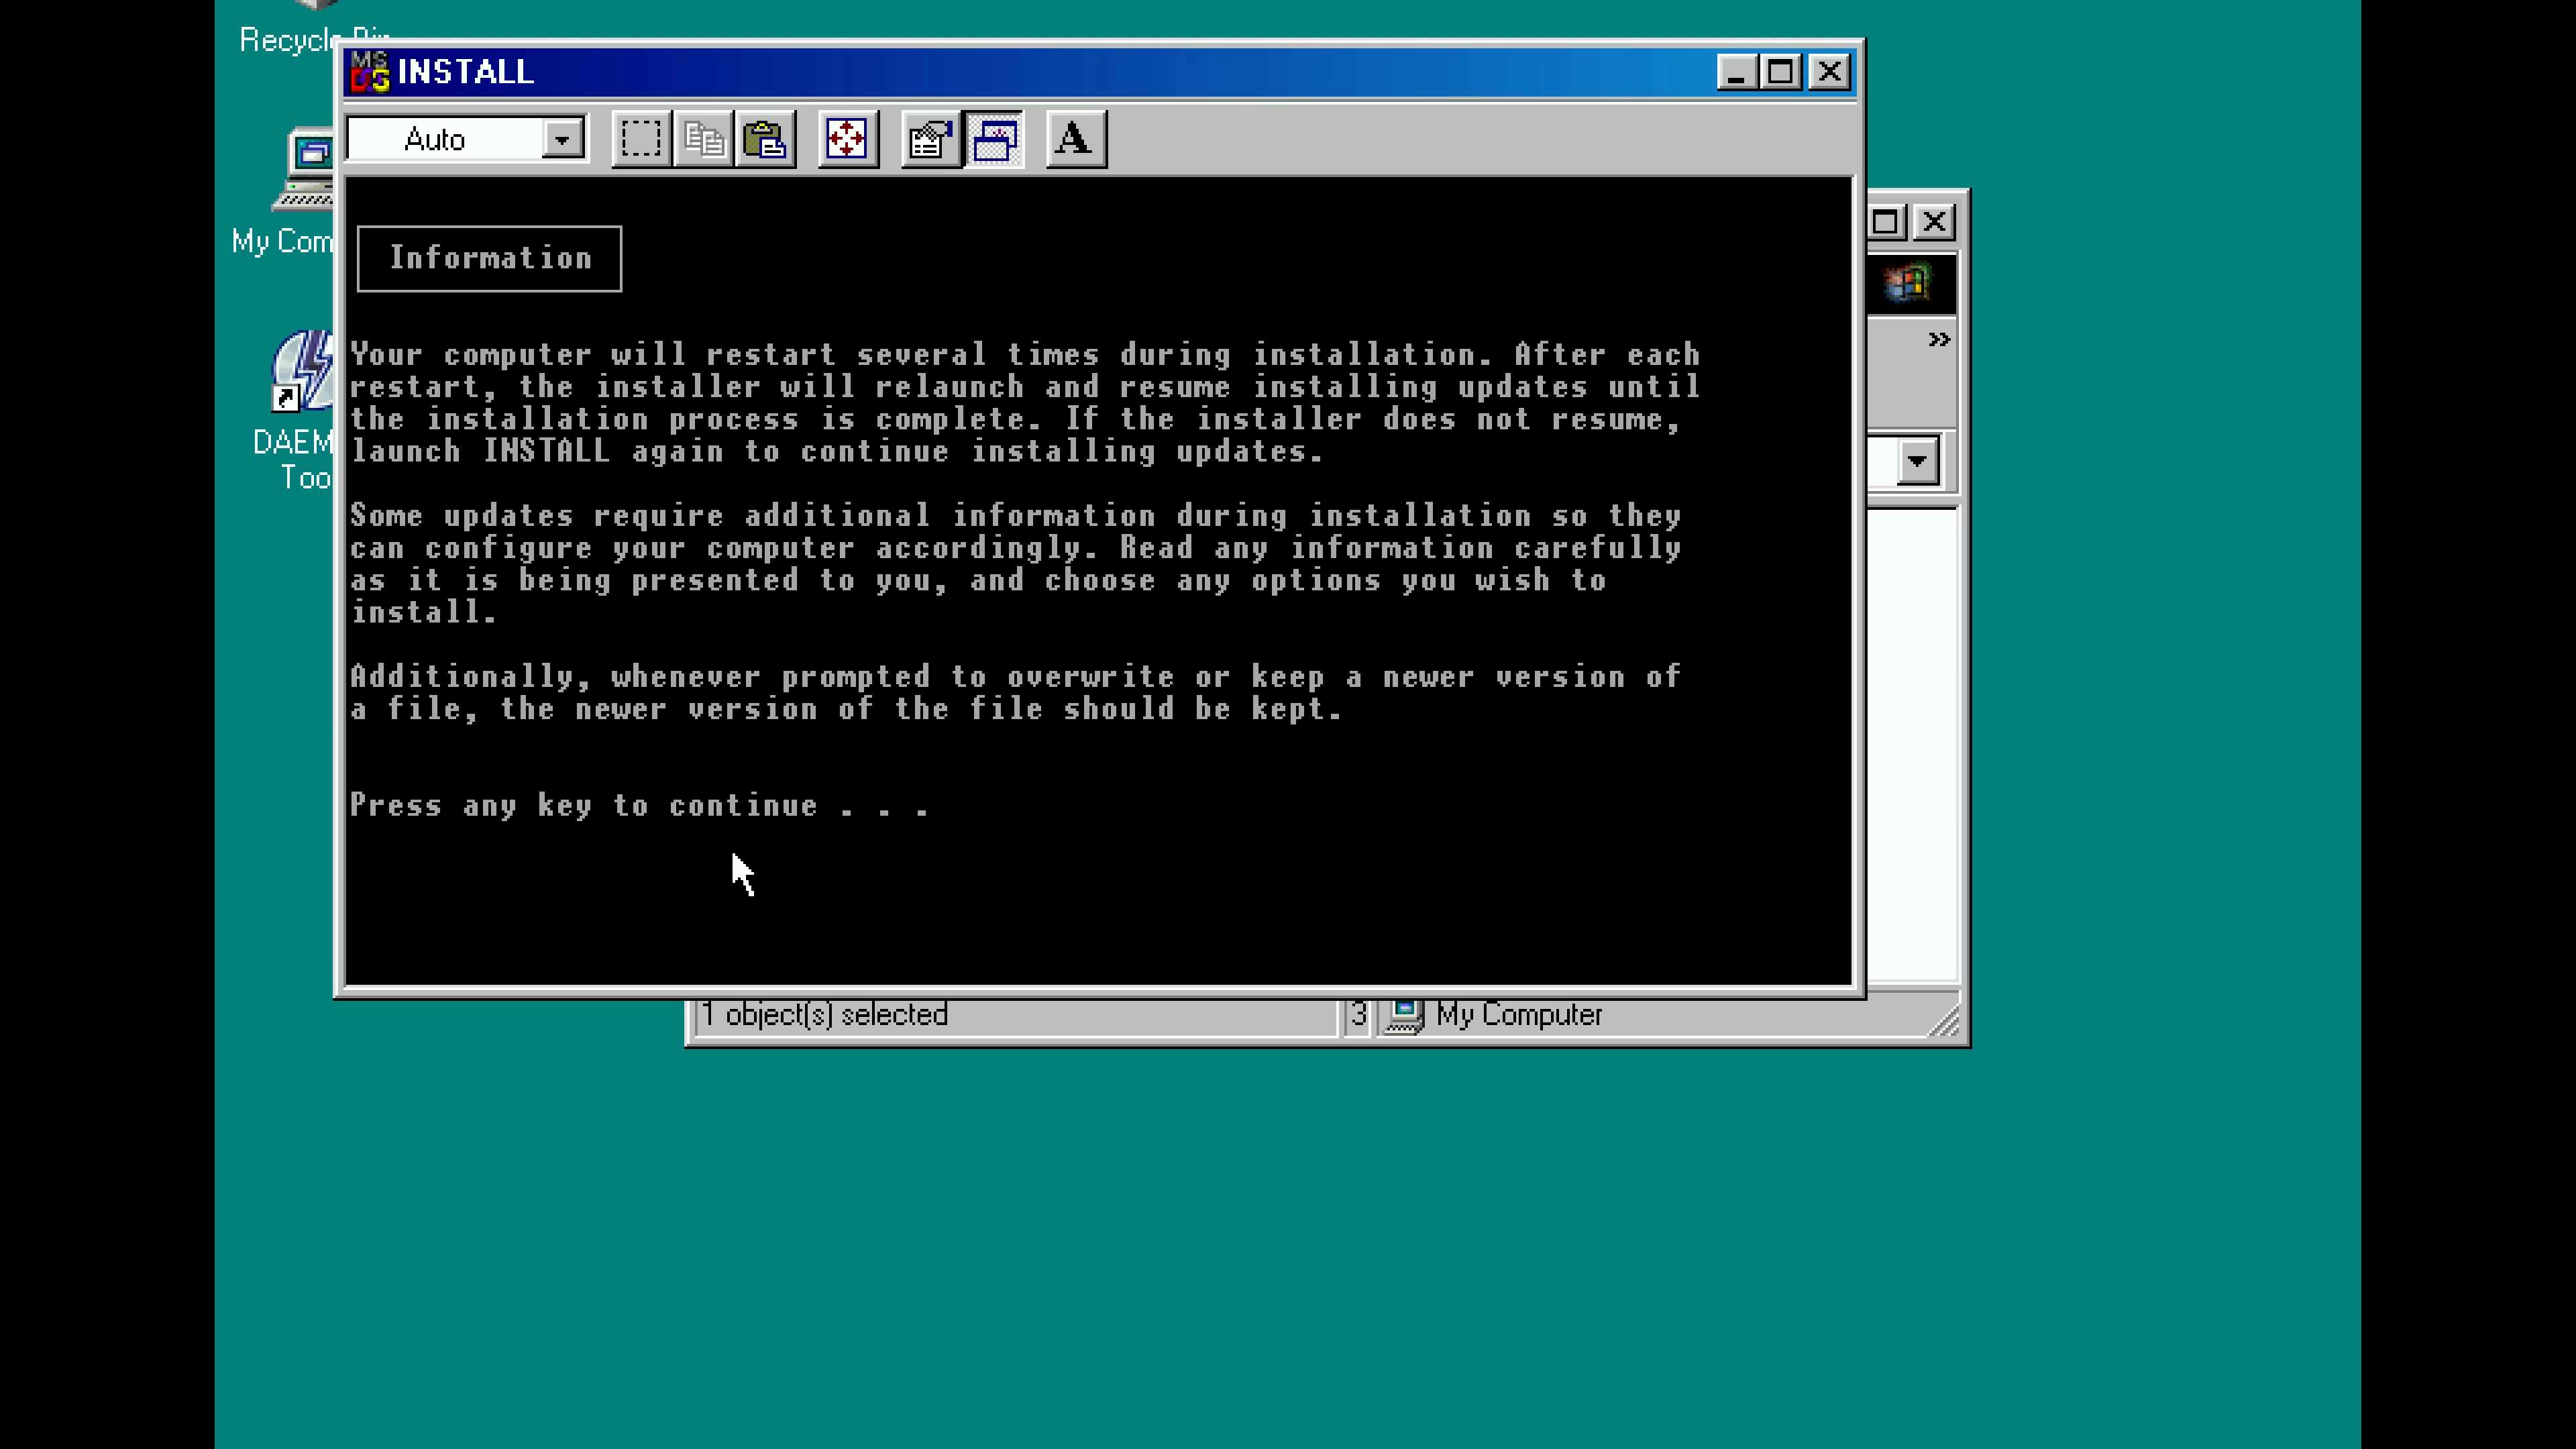 Recycle Bin
INSTALL
Auto
A
My Com
DAEM
Too
Information
Your computer will restart several times during installation. After each
restart, the installer will relaunch and resume installing updates until
the installation process is complete. If the installer does not resume,
launch INSTALL again to continue installing updates.
Some updates require additional information during installation so they
can configure your computer accordingly. Read any information carefully
as it is being presented to you, and choose any options you wish to
install.
Additionally, whenever prompted to overwrite or keep a newer version of
a file, the newer version of the file should be kept.
Press any key to continue . . .
1 object(s) selected
3
My Computer